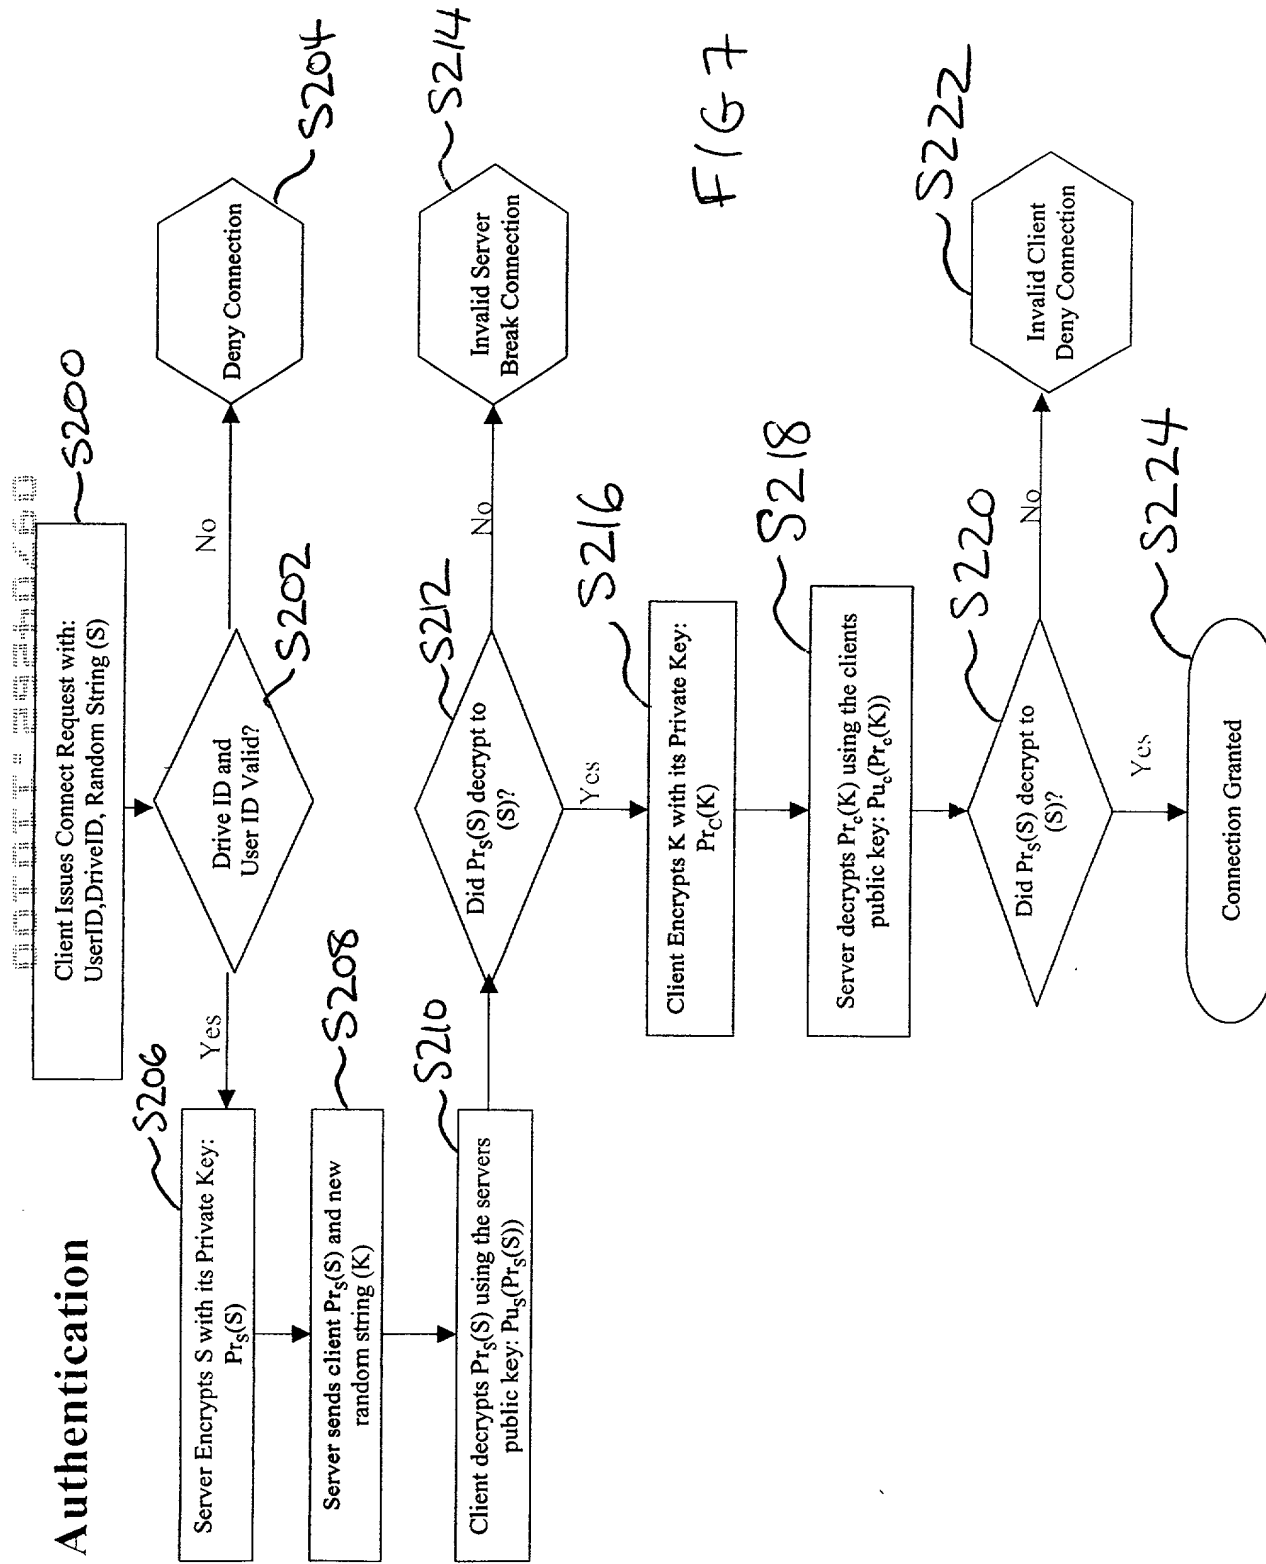 Authentication
Client Issues Connect Request with:
UserID,DriveID, Random String (S)
S200
Drive ID and
User ID Valid?
S202
No
Deny Connection
S204
Yes
Server Encrypts S with its Private Key:
Prs(S)
S206
Server sends client Prs(S) and new
random string (K)
S208
Client decrypts Prs(S) using the servers
public key: Pus(Prs(S))
S210
Did Prs(S) decrypt to
(S)?
S212
No
Invalid Server
Break Connection
S214
Yes
Client Encrypts K with its Private Key:
PrC(K)
S216
Server decrypts Prc(K) using the clients
public key: Puc(Prc(K))
S218
Did Prs(S) decrypt to
(S)?
S220
No
Invalid Client
Deny Connection
S222
Yes
Connection Granted
S224
FIG 7